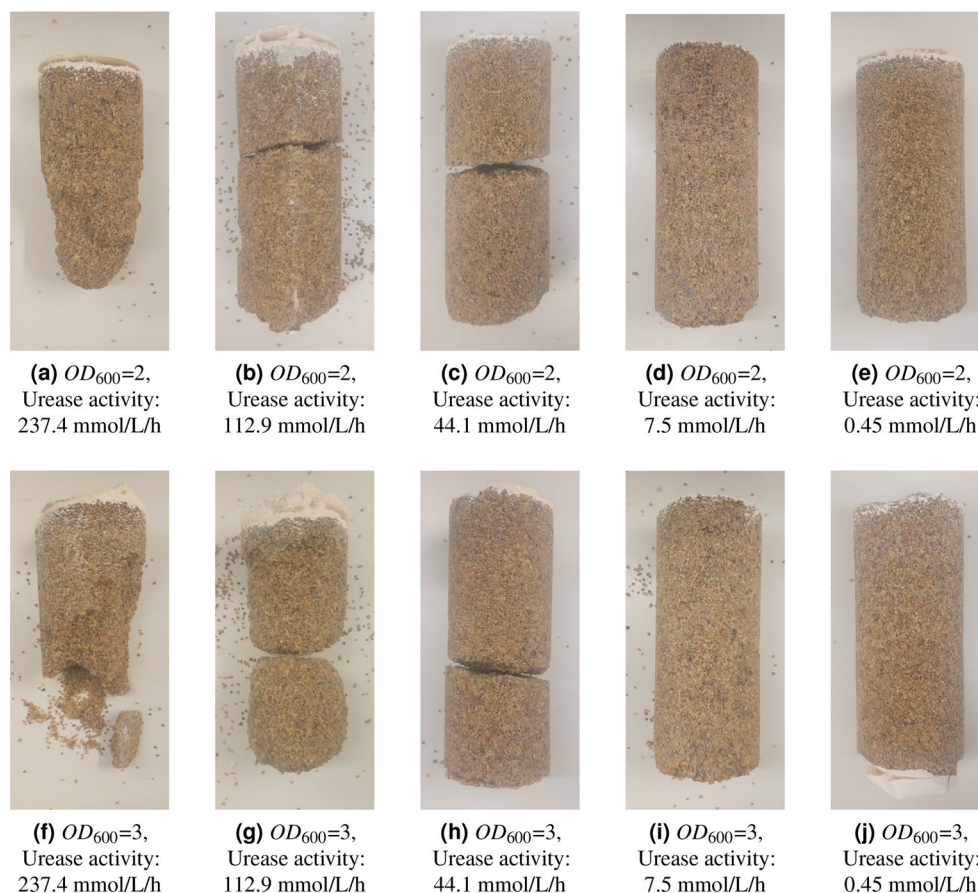 (a) OD600=2,
Urease activity:
237.4 mmol/L/h
(b) OD600=2,
Urease activity:
112.9 mmol/L/h
(c) OD600=2,
Urease activity:
44.1 mmol/L/h
(d) OD600=2,
Urease activity:
7.5 mmol/L/h
(e) OD600=2,
Urease activity:
0.45 mmol/L/h
(f) OD600=3,
Urease activity:
237.4 mmol/L/h
(g) OD600=3,
Urease activity:
112.9 mmol/L/h
(h) OD600=3,
Urease activity:
44.1 mmol/L/h
(i) OD600=3,
Urease activity:
7.5 mmol/L/h
(j) OD600=3,
Urease activity:
0.45 mmol/L/h